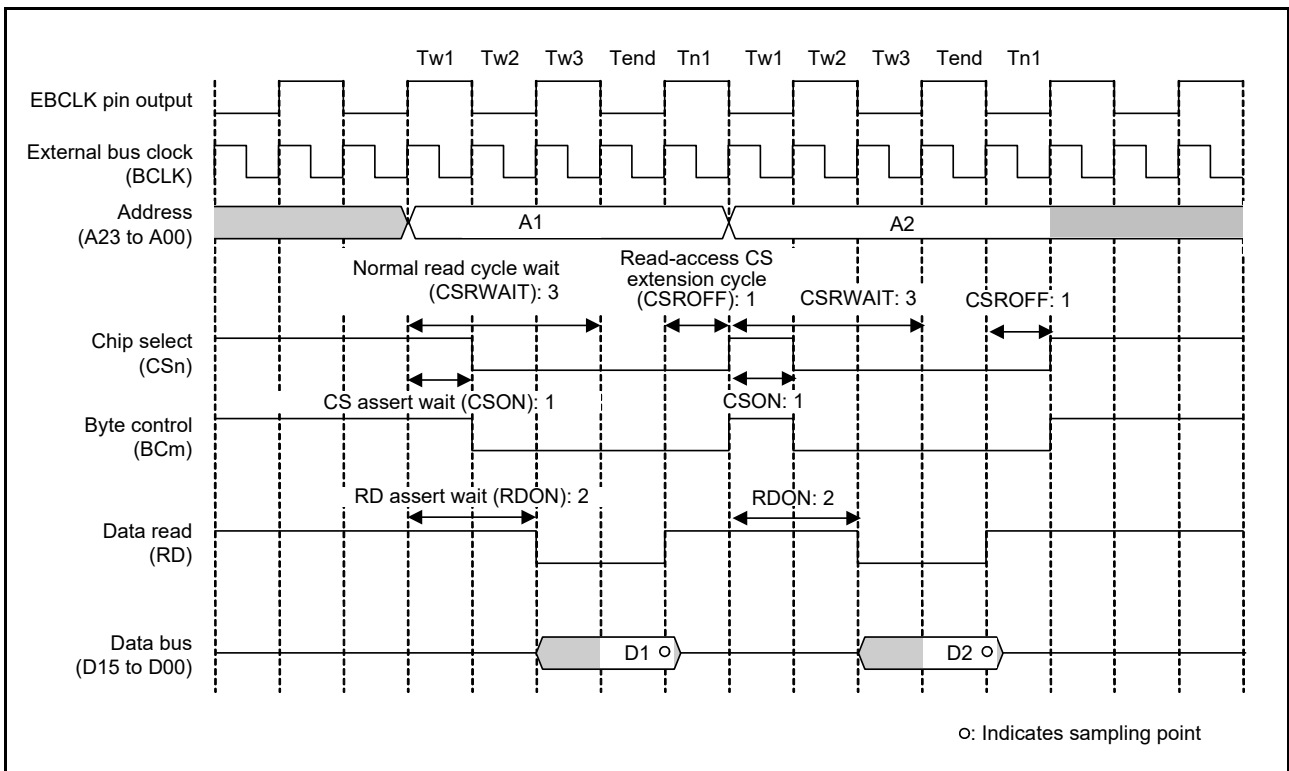 Tw1 Tw2 Tw3 Tend Tn1 Tw1 Tw2 Tw3 Tend Tn1
EBCLK pin output
External bus clock
(BCLK)
Address
(A23 to A00)
A1
A2
Normal read cycle wait
(CSRWAIT): 3
Read-access CS
extension cycle
(CSROFF): 1
CSRWAIT: 3
CSROFF: 1
Chip select
(CSn)
CS assert wait (CSON): 1
CSON: 1
Byte control
(BCm)
RD assert wait (RDON): 2
RDON: 2
Data read
(RD)
Data bus
(D15 to D00)
D1
D2
: Indicates sampling point